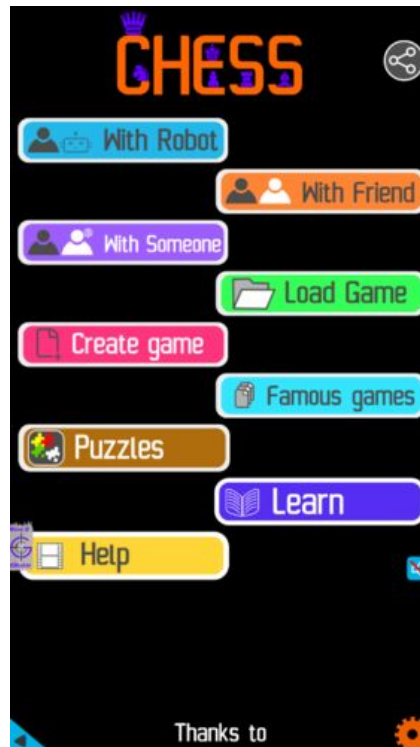 CHESS
With Robot
With Friend
With Someone
Load Game
Create game
Famous games
Puzzles
Learn
Help
Thanks to